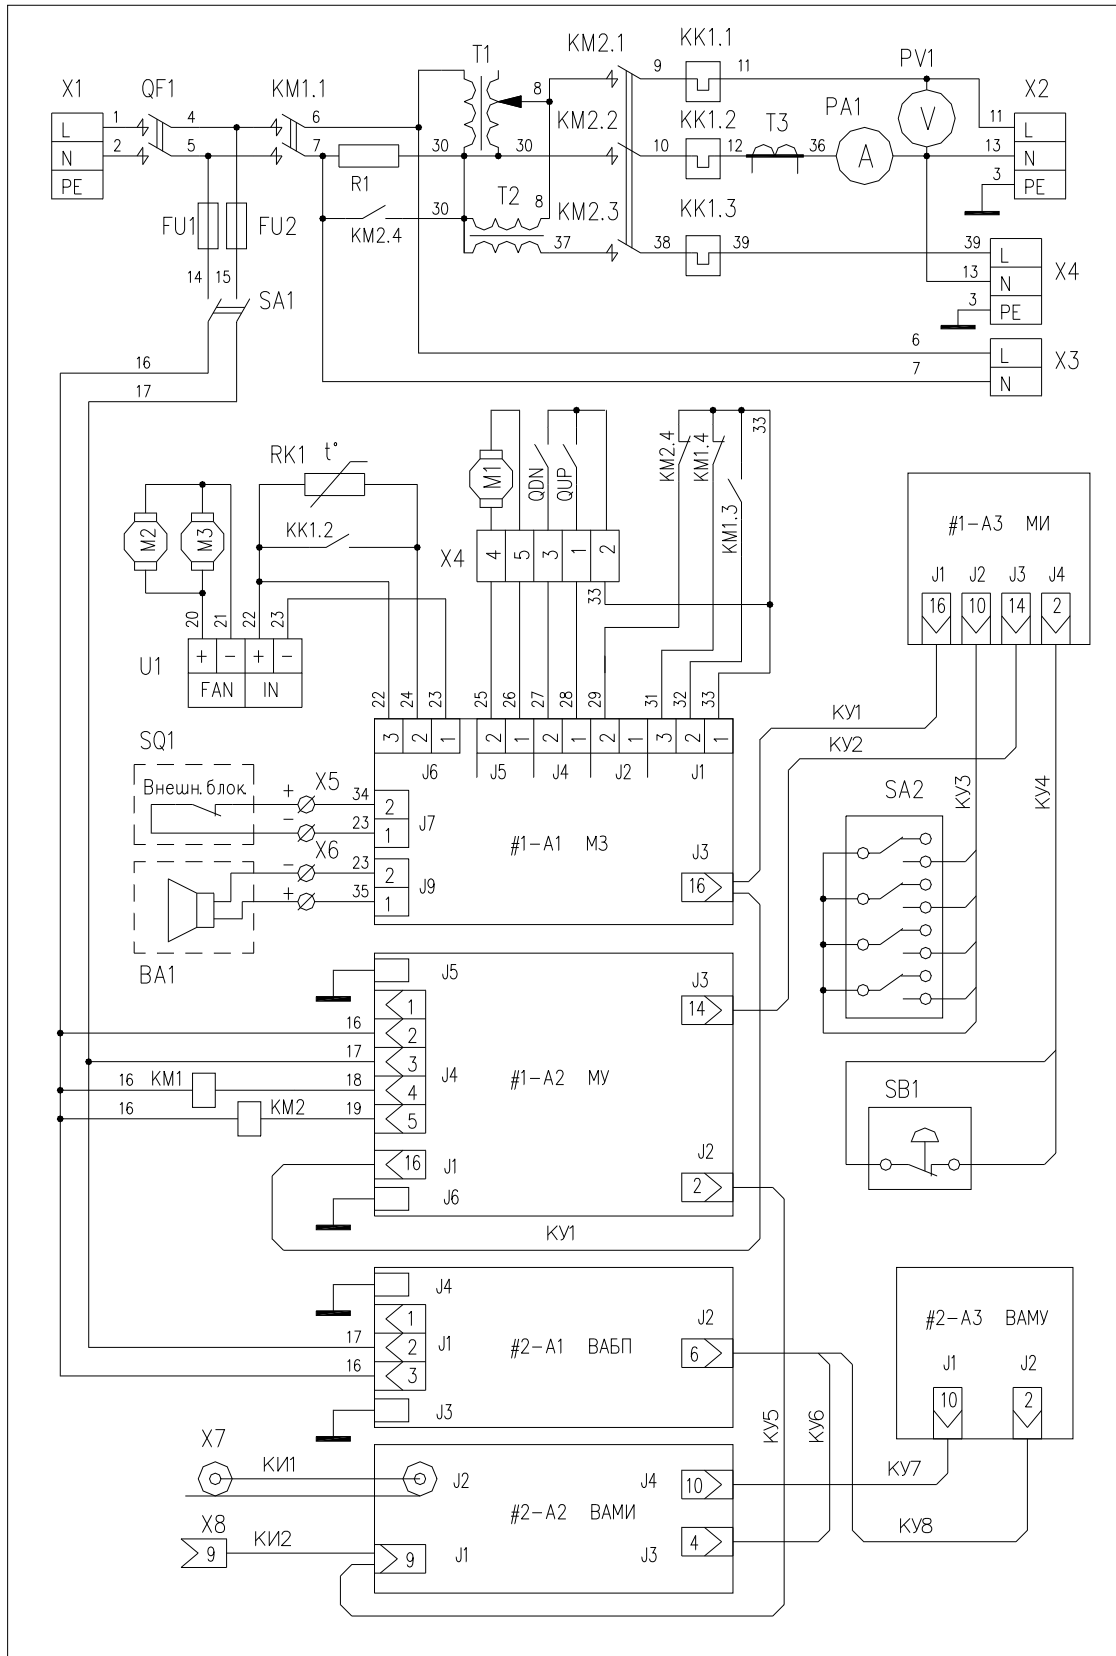 T1
KM2.1
KK1.1
PV1
X1
QF1
KM1.1
8
9
11
PA1
X2
L
1
4
6
KM2.2
KK1.2
T3
V
11
L
N
2
5
7
30
30
10
12
36
A
13
N
PE
R1
T2
8
KM2.3
KK1.3
3
PE
FU1
FU2
KM2.4
30
37
38
39
39
L
X4
13
N
14
15
SA1
3
PE
16
6
L
X3
17
7
N
RK1
t°
M1
QDN
QUP
KM2.4
KM1.4
33
KM1.3
#1-A3 МИ
M2
M3
KK1.2
X4
4
5
3
1
2
33
J1
J2
J3
J4
16
10
14
2
20
21
22
23
U1
+
-
+
-
FAN
IN
22
24
23
25
26
27
28
29
31
32
33
3
2
1
2
1
2
1
2
1
3
2
1
J6
J5
J4
J2
J1
КУ1
КУ2
КУ3
КУ4
SQ1
Внешн. блок.
+
X5
34
2
J7
-
23
1
#1-A1 МЗ
J3
16
SA2
-
X6
23
2
J9
+
35
1
BA1
J5
1
16
2
17
3
J4
16
KM1
18
4
16
KM2
19
5
#1-A2 МУ
J3
14
SB1
16
J1
J2
2
J6
КУ1
J4
1
17
2
J1
16
3
#2-A1 ВАБП
J2
6
J3
#2-A3 ВАМУ
J1
J2
10
2
КУ5
КУ6
X7
КИ1
J2
J4
10
КУ7
#2-A2 ВАМИ
X8
9
КИ2
9
J1
4
J3
КУ8